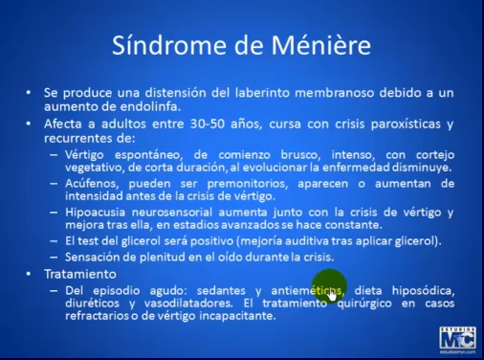 Síndrome de Ménière
• Se produce una distensión del laberinto membranoso debido a un
aumento de endolinfa.
• Afecta a adultos entre 30-50 años, cursa con crisis paroxísticas y
recurrentes de:
– Vértigo espontáneo, de comienzo brusco, intenso, con cortejo
vegetativo, de corta duración, al evolucionar la enfermedad disminuye.
– Acúfenos, pueden ser premonitorios, aparecen o aumentan de
intensidad antes de la crisis de vértigo.
– Hipoacusia neurosensorial aumenta junto con la crisis de vértigo y
mejora tras ella, en estadios avanzados se hace constante.
– El test del glicerol será positivo (mejoría auditiva tras aplicar glicerol).
– Sensación de plenitud en el oído durante la crisis.
• Tratamiento
– Del episodio agudo: sedantes y antieméticos, dieta hiposódica,
diuréticos y vasodilatadores. El tratamiento quirúrgico en casos
refractarios o de vértigo incapacitante.
ESTUDIOS
MYC
estudiosmyc.com